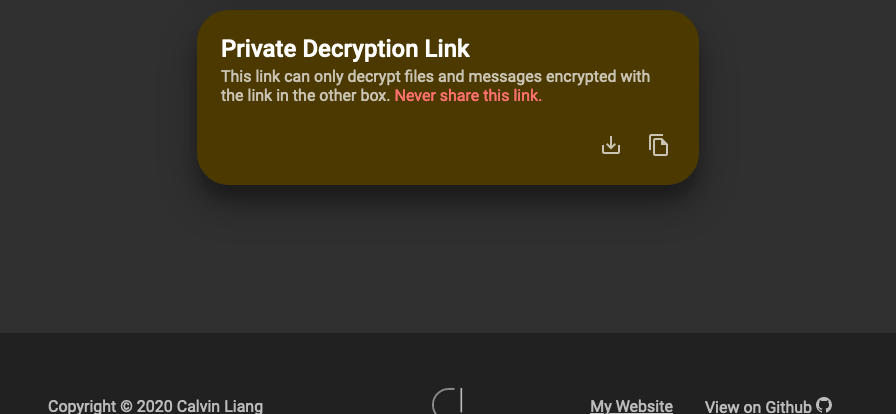 Private Decryption Link
This link can only decrypt files and messages encrypted with
the link in the other box. Never share this link.
Copyright © 2020 Calvin Liang
My Website
View on Github